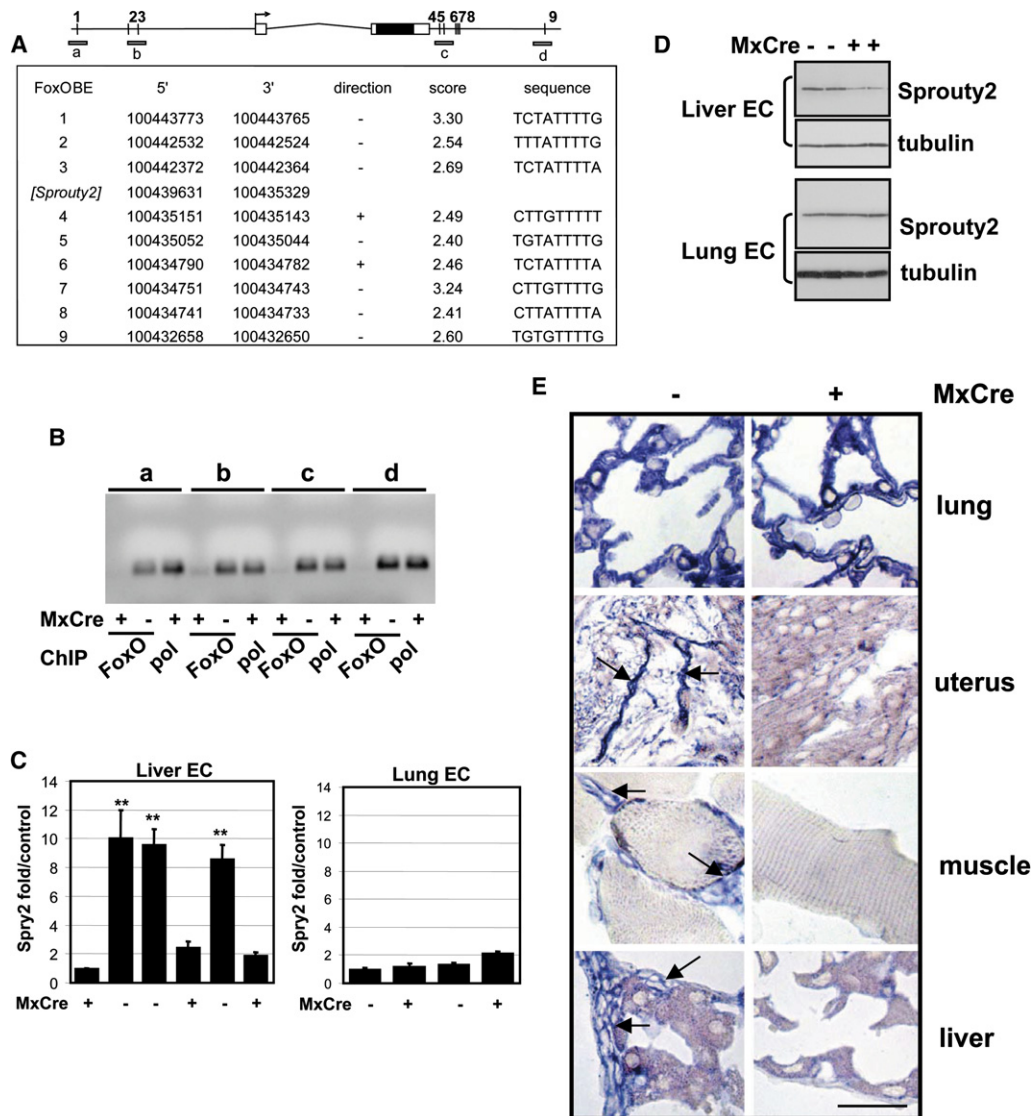 1 23 45 678 9
A
a b c d
FoxOBE 5' 3' direction score sequence
1 100443773 100443765 - 3.30 TCTATTTTG
2 100442532 100442524 - 2.54 TTTATTTTG
3 100442372 100442364 - 2.69 TCTATTTTA
[Sprouty2] 100439631 100435329
4 100435151 100435143 + 2.49 CTTGTTTTT
5 100435052 100435044 - 2.40 TGTATTTTG
6 100434790 100434782 + 2.46 TCTATTTTA
7 100434751 100434743 - 3.24 CTTGTTTTG
8 100434741 100434733 - 2.41 CTTATTTTA
9 100432658 100432650 - 2.60 TGTGTTTTG
B
a b c d
MxCre + - + + - + + - + + - +
ChIP FoxO pol FoxO pol FoxO pol FoxO pol
C
Liver EC
Spry2 fold/control
14
12
10
8
6
4
2
0
** ** **
MxCre + - - + - +
Lung EC
Spry2 fold/control
14
12
10
8
6
4
2
0
MxCre - + - +
D
MxCre - - + +
Liver EC
Sprouty2
tubulin
Lung EC
Sprouty2
tubulin
E
- + MxCre
lung
uterus
muscle
liver